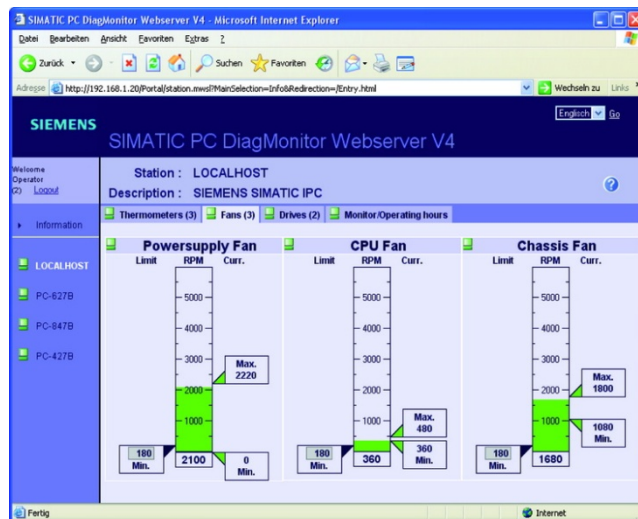 SIMATIC PC DiagMonitor Webserver V4 - Microsoft Internet Explorer
Datei Bearbeiten Ansicht Favoriten Extras ?
Zurück Suchen Favoriten
Adresse http://192.168.1.20/Portal/station.mwsl?MainSelection=Info&Redirection=/Entry.html Wechseln zu Links
SIEMENS
Englisch Go
SIMATIC PC DiagMonitor Webserver V4
Welcome
Operator
(2) Logout
Station : LOCALHOST
Description : SIEMENS SIMATIC IPC
Information
Thermometers (3) Fans (3) Drives (2) Monitor/Operating hours
LOCALHOST
PC-627B
PC-847B
PC-427B
Powersupply Fan
Limit RPM Curr.
5000
4000
3000
2000
1000
Max.
2220
180
Min.
2100
0
Min.
CPU Fan
Limit RPM Curr.
5000
4000
3000
2000
1000
Max.
480
180
Min.
360
360
Min.
Chassis Fan
Limit RPM Curr.
5000
4000
3000
2000
1000
Max.
1800
1080
Min.
180
Min.
1680
Fertig Internet